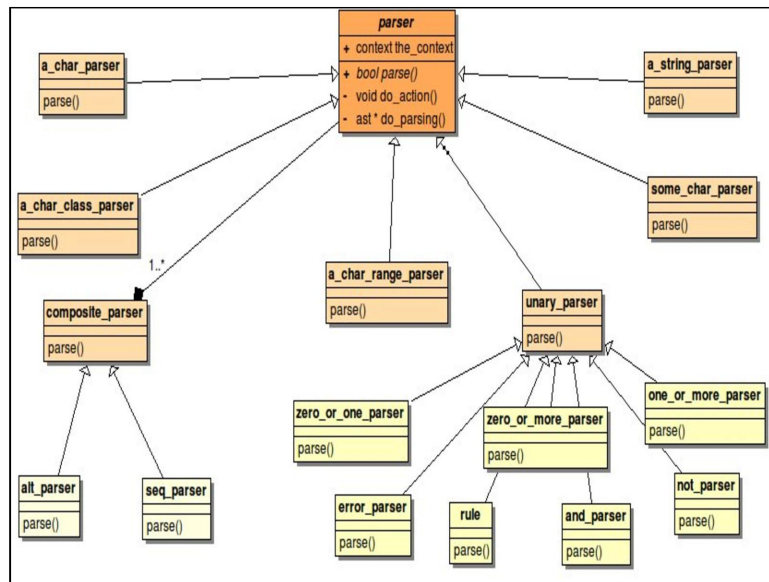 parser
+ context the_context
+ bool parse()
- void do_action()
- ast * do_parsing()
a_char_parser
parse()
a_string_parser
parse()
a_char_class_parser
parse()
some_char_parser
parse()
1..*
a_char_range_parser
parse()
composite_parser
parse()
unary_parser
parse()
zero_or_one_parser
parse()
zero_or_more_parser
parse()
one_or_more_parser
parse()
alt_parser
parse()
seq_parser
parse()
error_parser
parse()
rule
parse()
and_parser
parse()
not_parser
parse()